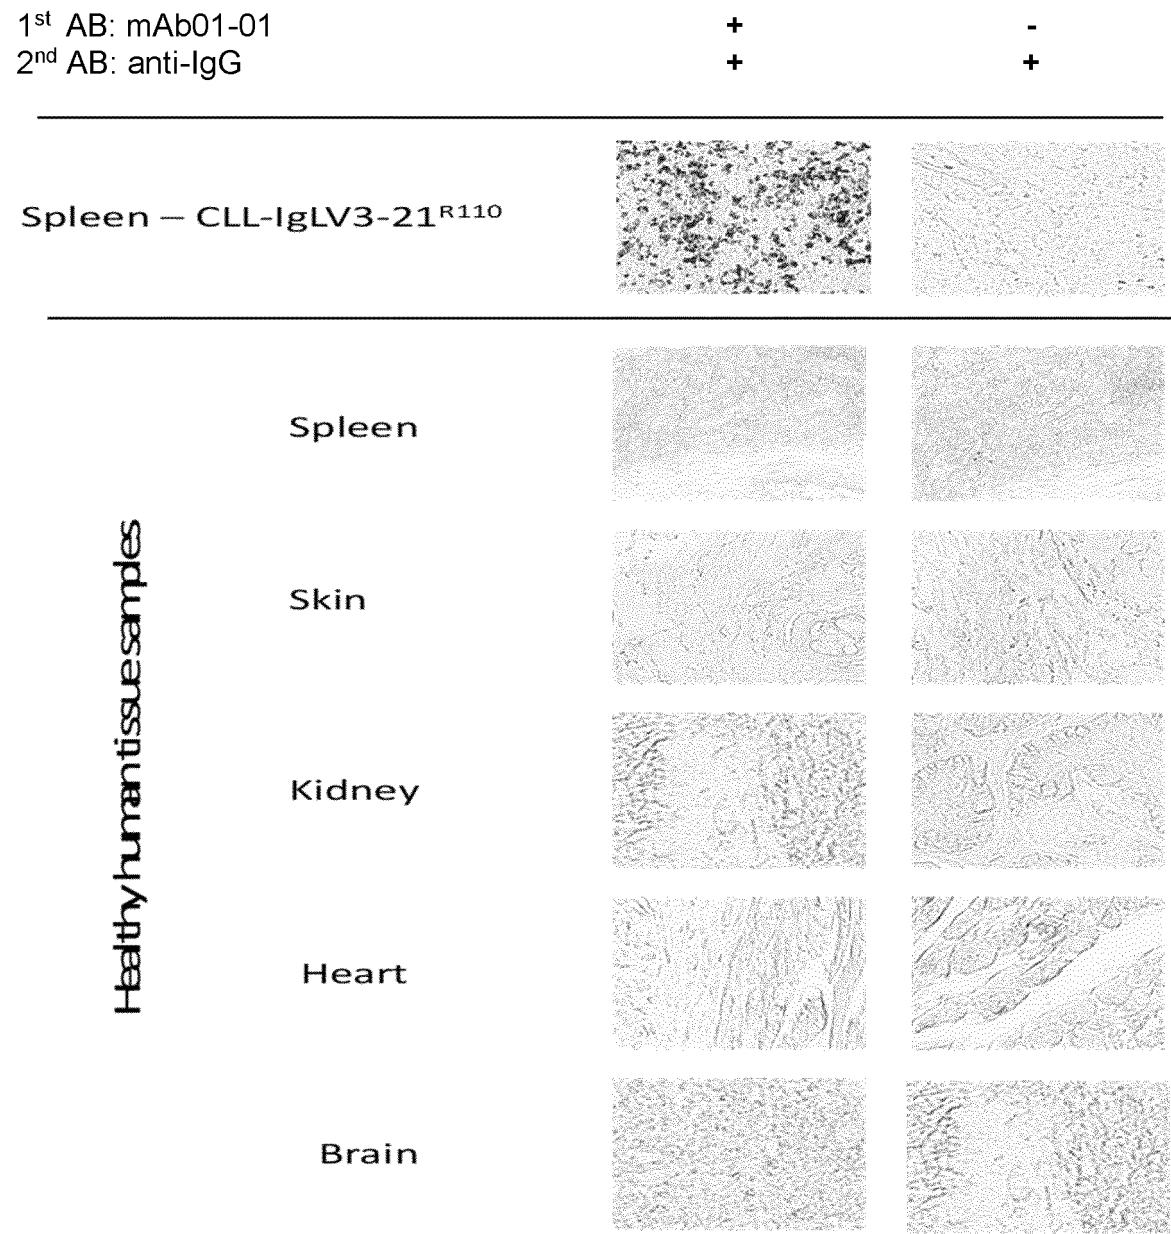 1st AB: mAb01-01 + -
2nd AB: anti-IgG + +
Spleen – CLL-IgLV3-21R110
Healthy human tissue samples
Spleen
Skin
Kidney
Heart
Brain